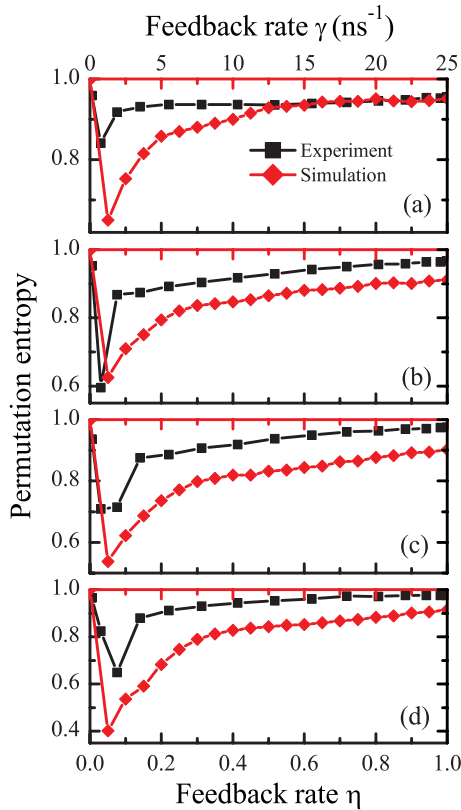 Feedback rate γ (ns⁻¹)
0 5 10 15 20 25
1.0
0.8
Experiment
Simulation
(a)
1.0
0.8
0.6
(b)
Permutation entropy
1.0
0.8
0.6
(c)
1.0
0.8
0.6
0.4
(d)
0.0 0.2 0.4 0.6 0.8 1.0
Feedback rate η